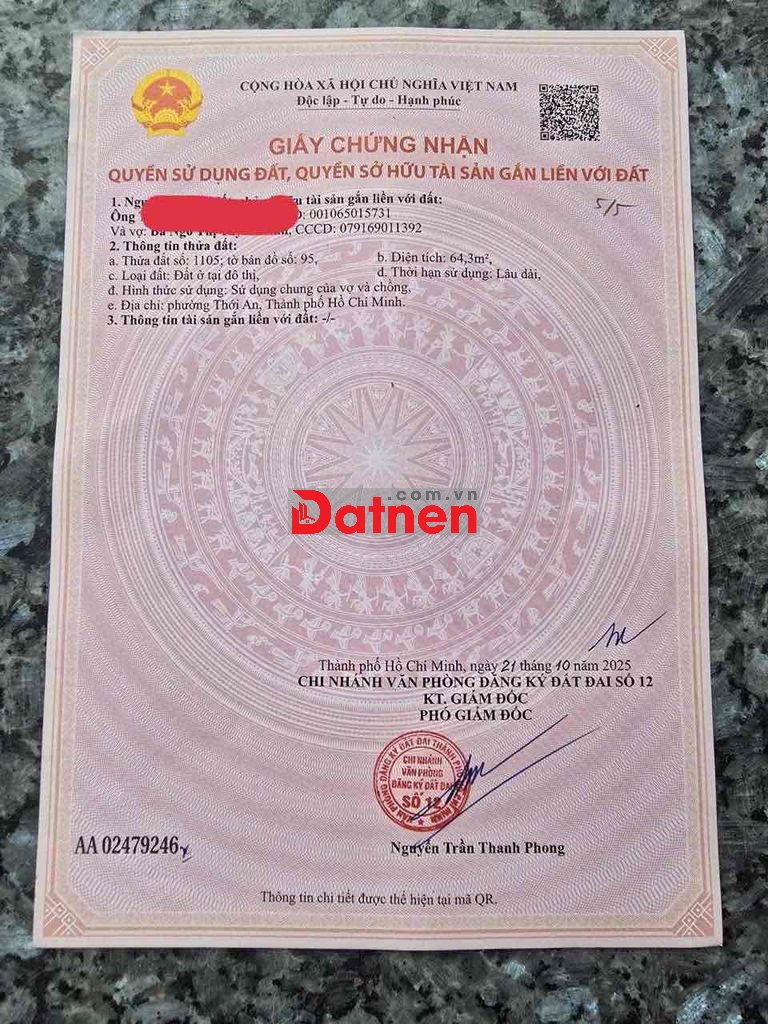 CỘNG HÒA XÃ HỘI CHỦ NGHĨA VIỆT NAM
Độc lập - Tự do - Hạnh phúc
GIẤY CHỨNG NHẬN
QUYỀN SỬ DỤNG ĐẤT, QUYỀN SỞ HỮU TÀI SẢN GẮN LIỀN VỚI ĐẤT
5/5
1. tài sản gắn liền với đất:
Ông : 001065015731
Và vợ: CCCD: 079169011392
2. Thông tin thửa đất:
a. Thửa đất số: 1105; tờ bản đồ số: 95, b. Diện tích: 64,3m²,
c. Loại đất: Đất ở tại đô thị, d. Thời hạn sử dụng: Lâu dài,
đ. Hình thức sử dụng: Sử dụng chung của vợ và chồng,
e. Địa chỉ: phường Thới An, Thành phố Hồ Chí Minh.
3. Thông tin tài sản gắn liền với đất: -/-
.com.vn
Datnen
Thành phố Hồ Chí Minh, ngày 21 tháng 10 năm 2025
CHI NHÁNH VĂN PHÒNG ĐĂNG KÝ ĐẤT ĐAI SỐ 12
KT. GIÁM ĐỐC
PHÓ GIÁM ĐỐC
CHI NHÁNH
VĂN PHÒNG
ĐĂNG KÝ ĐẤT ĐAI
SỐ 12
AA 02479246
Nguyễn Trần Thanh Phong
Thông tin chi tiết được thể hiện tại mã QR.